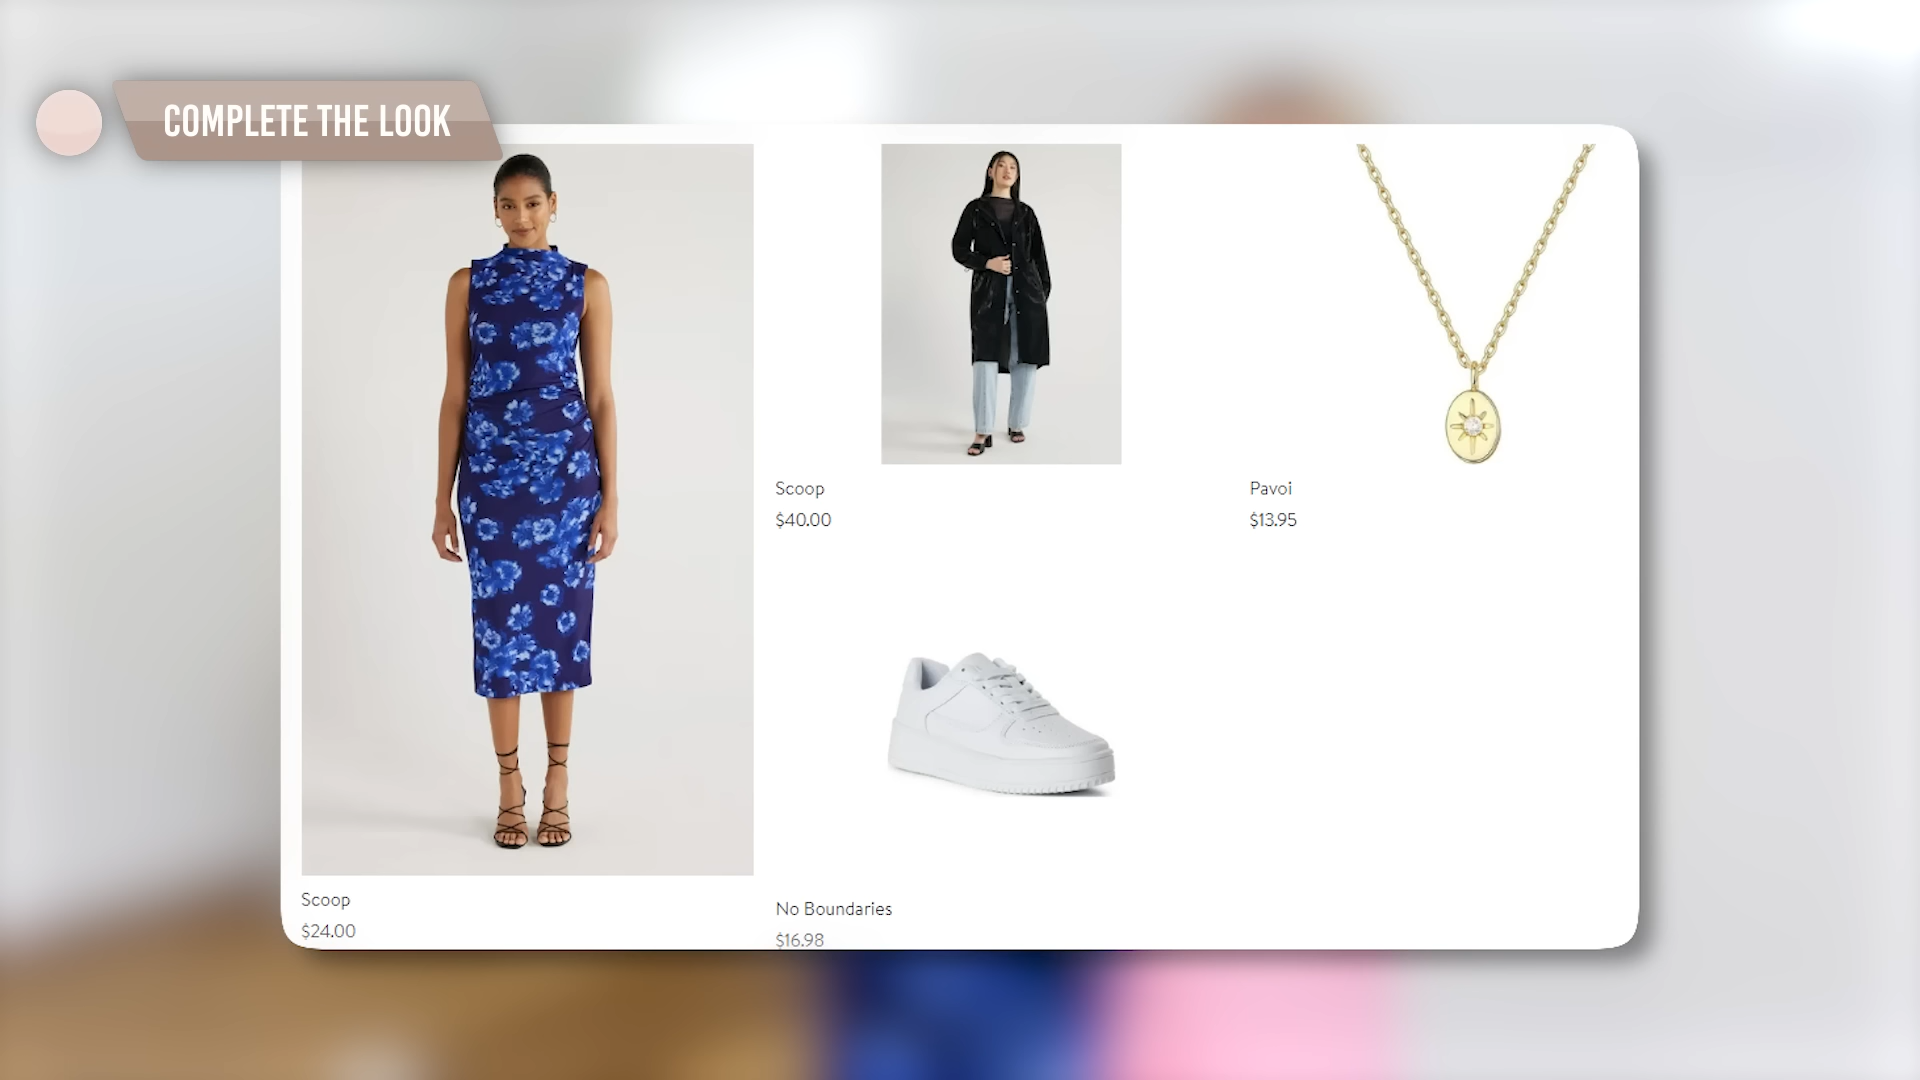 COMPLETE THE LOOK
Scoop
$24.00
Scoop
$40.00
Pavoi
$13.95
No Boundaries
$16.98